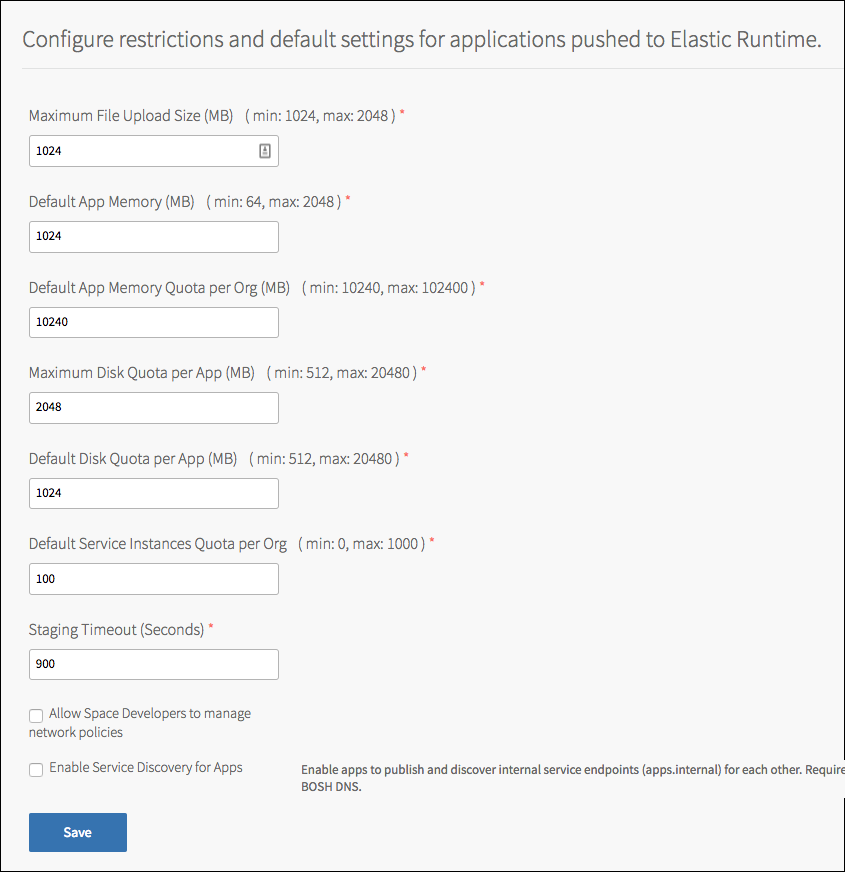 Configure restrictions and default settings for applications pushed to Elastic Runtime.
Maximum File Upload Size (MB) ( min: 1024, max: 2048 ) *
1024
Default App Memory (MB) ( min: 64, max: 2048 ) *
1024
Default App Memory Quota per Org (MB) ( min: 10240, max: 102400 ) *
10240
Maximum Disk Quota per App (MB) ( min: 512, max: 20480 ) *
2048
Default Disk Quota per App (MB) ( min: 512, max: 20480 ) *
1024
Default Service Instances Quota per Org ( min: 0, max: 1000 ) *
100
Staging Timeout (Seconds) *
900
Allow Space Developers to manage
network policies
Enable Service Discovery for Apps
Enable apps to publish and discover internal service endpoints (apps.internal) for each other. Require
BOSH DNS.
Save